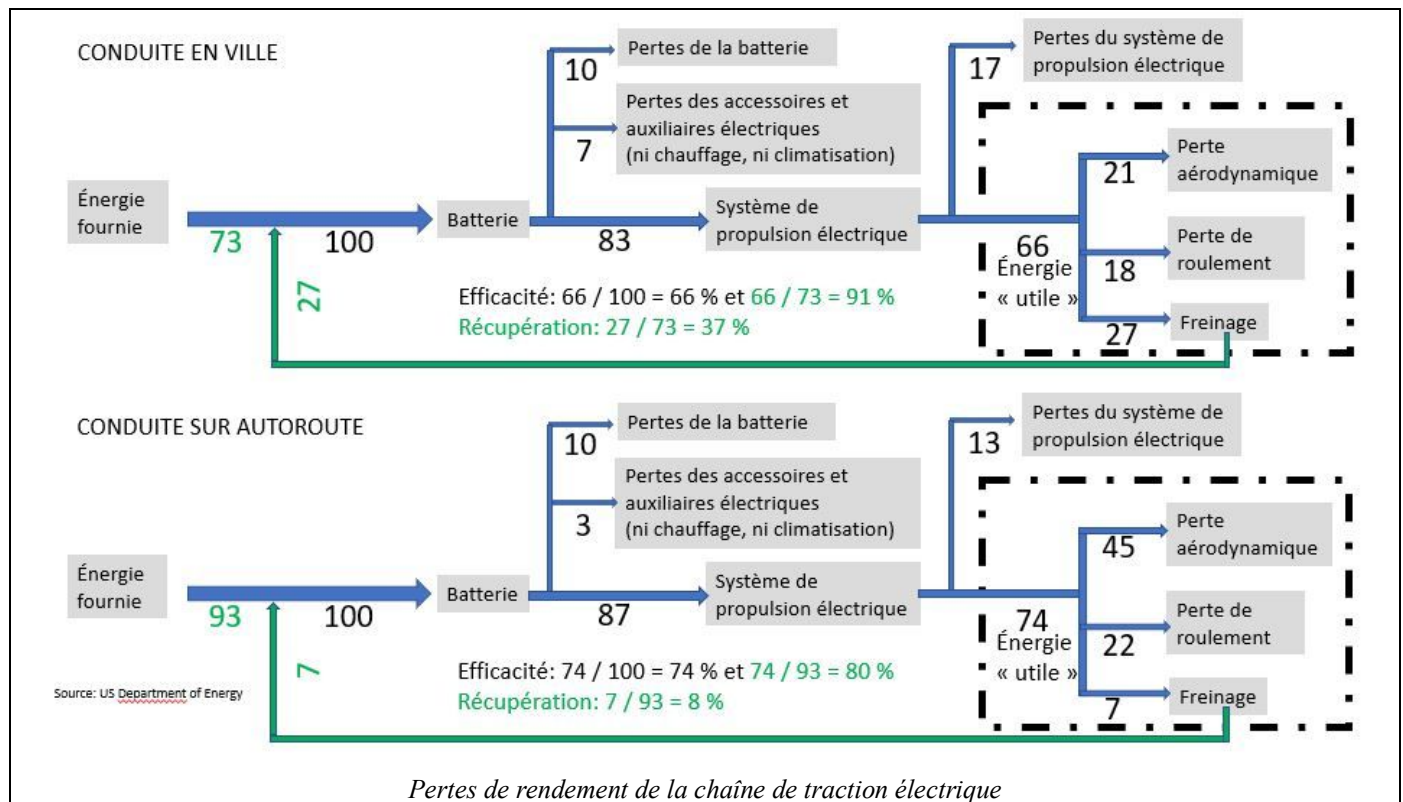 CONDUITE EN VILLE
Pertes de la batterie
10
Pertes des accessoires et
auxiliaires électriques
(ni chauffage, ni climatisation)
7
Pertes du système de
propulsion électrique
17
Énergie
fournie
73
100
Batterie
83
Système de
propulsion électrique
66
Énergie
« utile »
21
Perte
aérodynamique
18
Perte de
roulement
27
Freinage
27
Efficacité: 66 / 100 = 66 % et 66 / 73 = 91 %
Récupération: 27 / 73 = 37 %
CONDUITE SUR AUTOROUTE
Pertes de la batterie
10
Pertes des accessoires et
auxiliaires électriques
(ni chauffage, ni climatisation)
3
Pertes du système de
propulsion électrique
13
Énergie
fournie
93
100
Batterie
87
Système de
propulsion électrique
74
Énergie
« utile »
45
Perte
aérodynamique
22
Perte de
roulement
7
Freinage
7
Efficacité: 74 / 100 = 74 % et 74 / 93 = 80 %
Récupération: 7 / 93 = 8 %
Source: US Department of Energy
Pertes de rendement de la chaîne de traction électrique